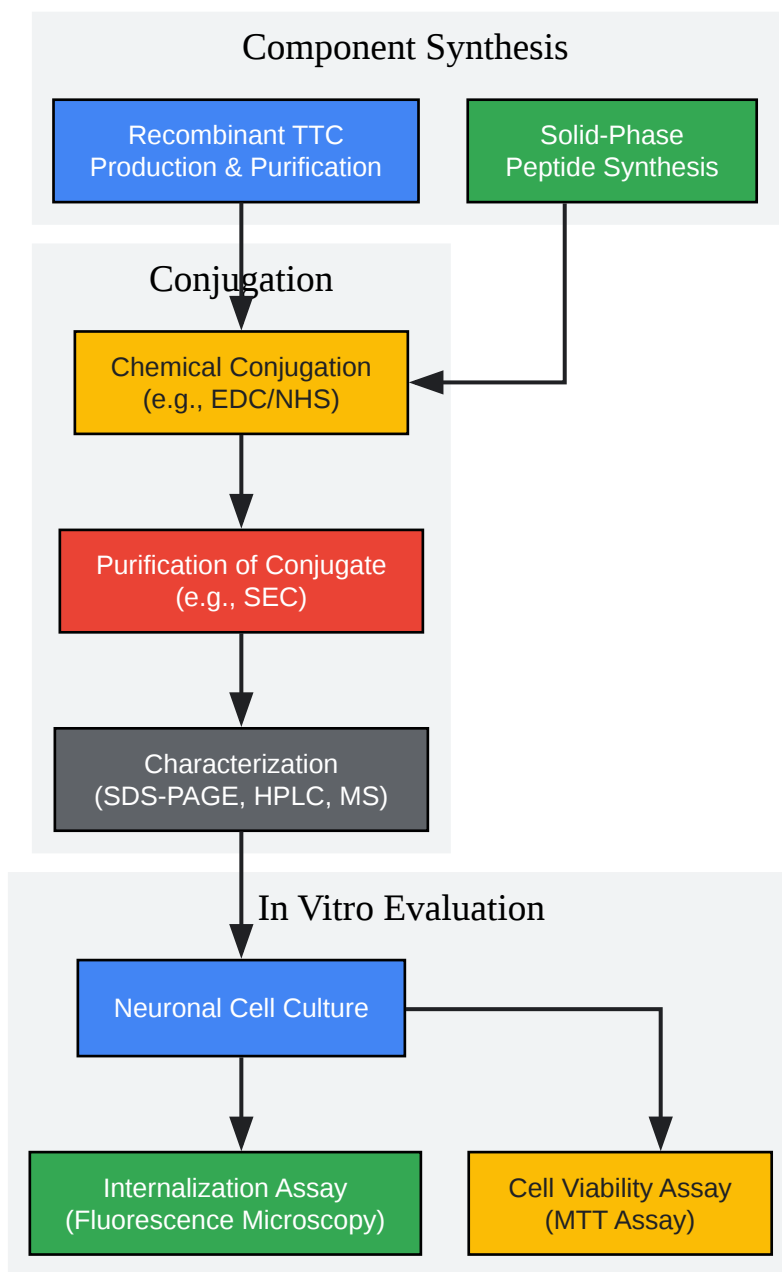 Component Synthesis
Recombinant TTC
Production & Purification
Solid-Phase
Peptide Synthesis
Conjugation
Chemical Conjugation
(e.g., EDC/NHS)
Purification of Conjugate
(e.g., SEC)
Characterization
(SDS-PAGE, HPLC, MS)
In Vitro Evaluation
Neuronal Cell Culture
Internalization Assay
(Fluorescence Microscopy)
Cell Viability Assay
(MTT Assay)